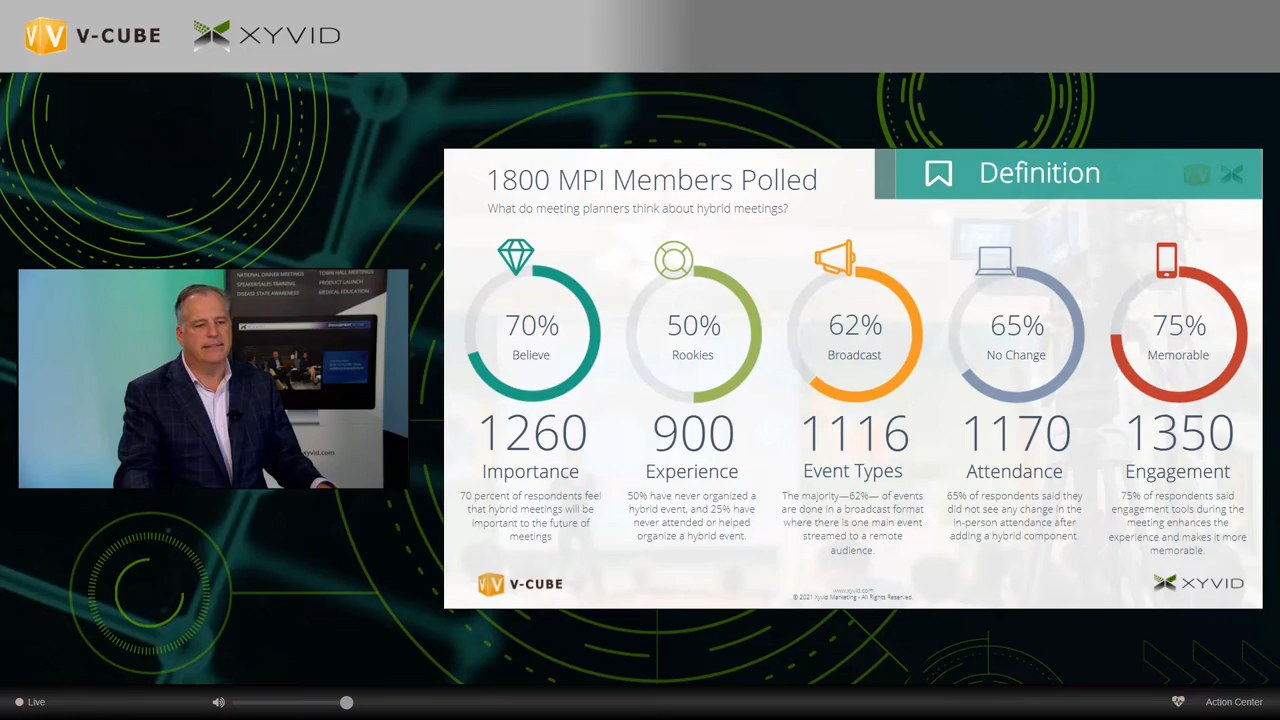 V-CUBE XYVID
1800 MPI Members Polled
What do meeting planners think about hybrid meetings?
Definition
NATIONAL DINNER MEETINGS
SPEAKER/SALES TRAINING
DISEASE STATE AWARENESS
TOWN HALL MEETINGS
PRODUCT LAUNCH
MEDICAL EDUCATION
xyvid.com
70%
Believe
1260
Importance
70 percent of respondents feel
that hybrid meetings will be
important to the future of
meetings
50%
Rookies
900
Experience
50% have never organized a
hybrid event, and 25% have
never attended or helped
organize a hybrid event.
62%
Broadcast
1116
Event Types
The majority—62%— of events
are done in a broadcast format
where there is one main event
streamed to a remote
audience.
65%
No Change
1170
Attendance
65% of respondents said they
did not see any change in the
in-person attendance after
adding a hybrid component.
75%
Memorable
1350
Engagement
75% of respondents said
engagement tools during the
meeting enhances the
experience and makes it more
memorable.
V-CUBE
www.xyvid.com
© 2021 Xyvid Marketing - All Rights Reserved.
XYVID
Live
Action Center